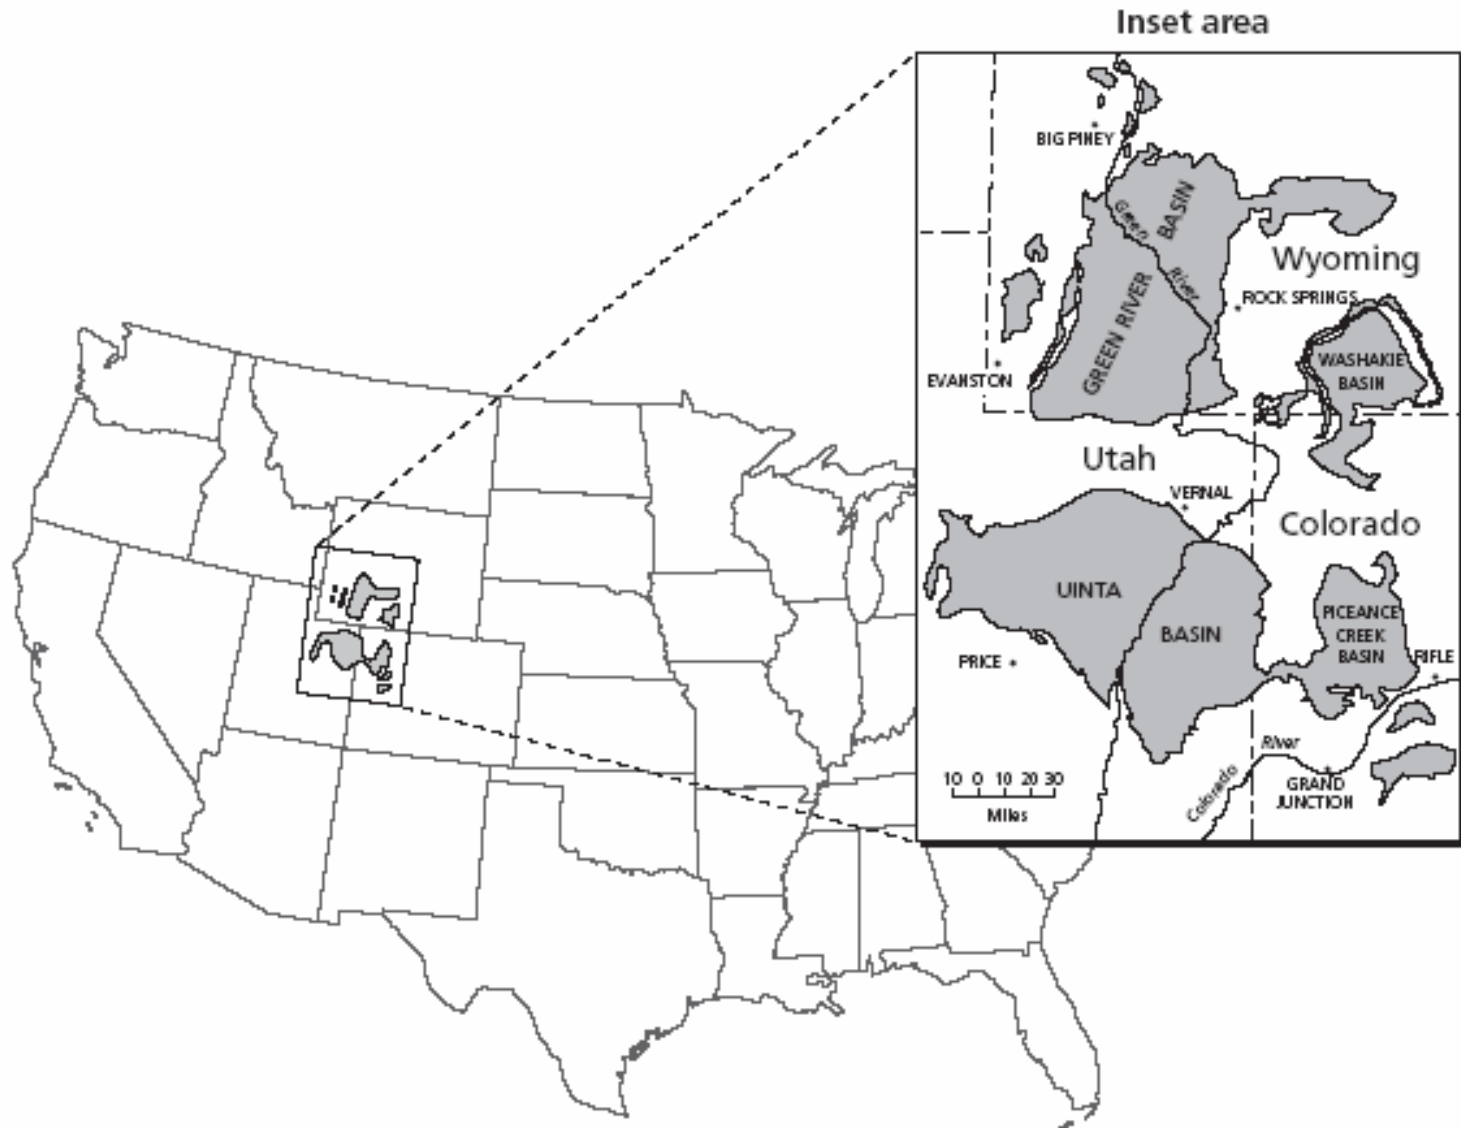 Inset area
BIG PINEY
Green
River
BASIN
GREEN RIVER
Wyoming
ROCK SPRINGS
WASHAKIE
BASIN
EVANSTON
Utah
VERNAL
Colorado
UINTA
BASIN
PICEANCE
CREEK
BASIN
RIFLE
PRICE
River
Colorado
GRAND
JUNCTION
10 0 10 20 30
Miles